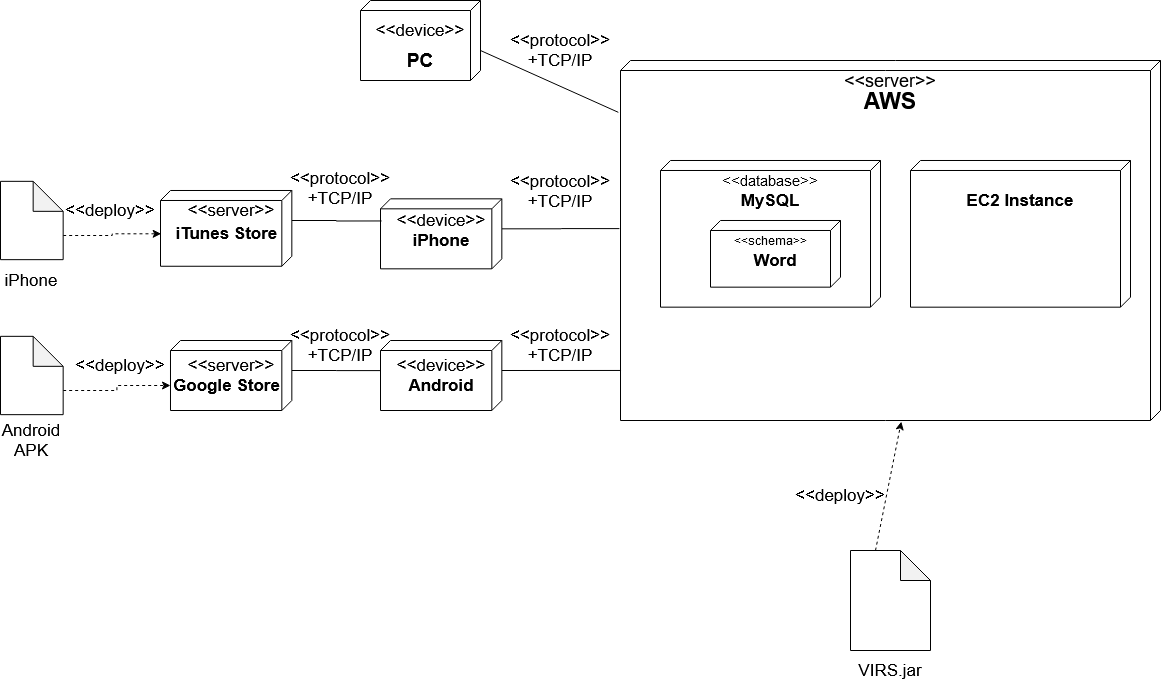 <<device>>
PC
<<protocol>>
+TCP/IP
<<server>>
AWS
<<database>>
MySQL
<<schema>>
Word
EC2 Instance
iPhone
<<deploy>>
<<server>>
iTunes Store
<<protocol>>
+TCP/IP
<<device>>
iPhone
<<protocol>>
+TCP/IP
Android
APK
<<deploy>>
<<server>>
Google Store
<<protocol>>
+TCP/IP
<<device>>
Android
<<protocol>>
+TCP/IP
<<deploy>>
VIRS.jar